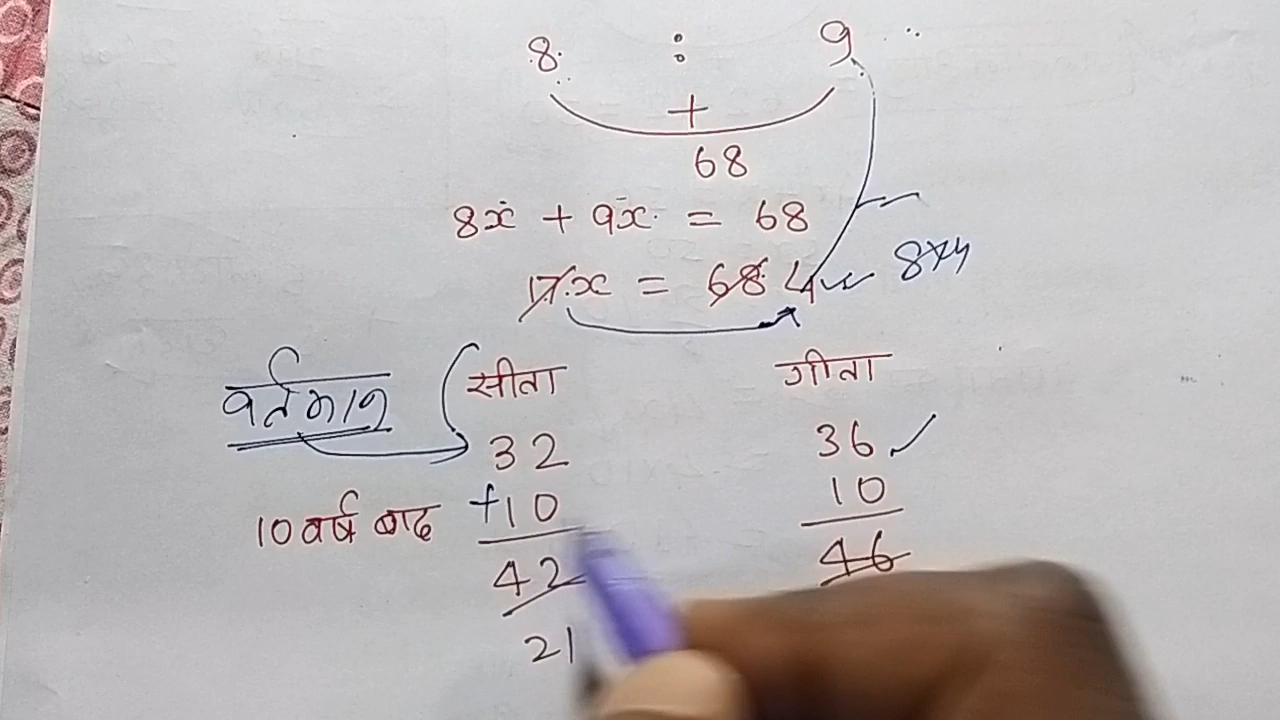 8 : 9
+
68
8x + 9x = 68
17x = 68 4 8×4
वर्तमान सीता गीता
32 36
+10 10
10 वर्ष बाद
42 46
21